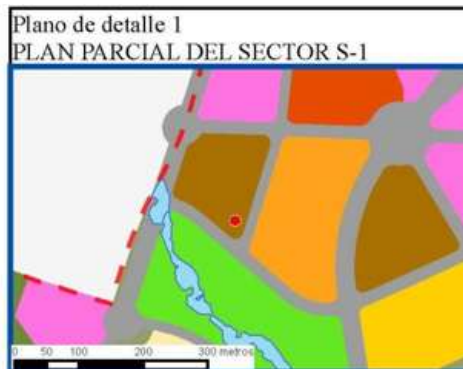 Plano de detalle 1
PLAN PARCIAL DEL SECTOR S-1
0 50 100 200 300 metros